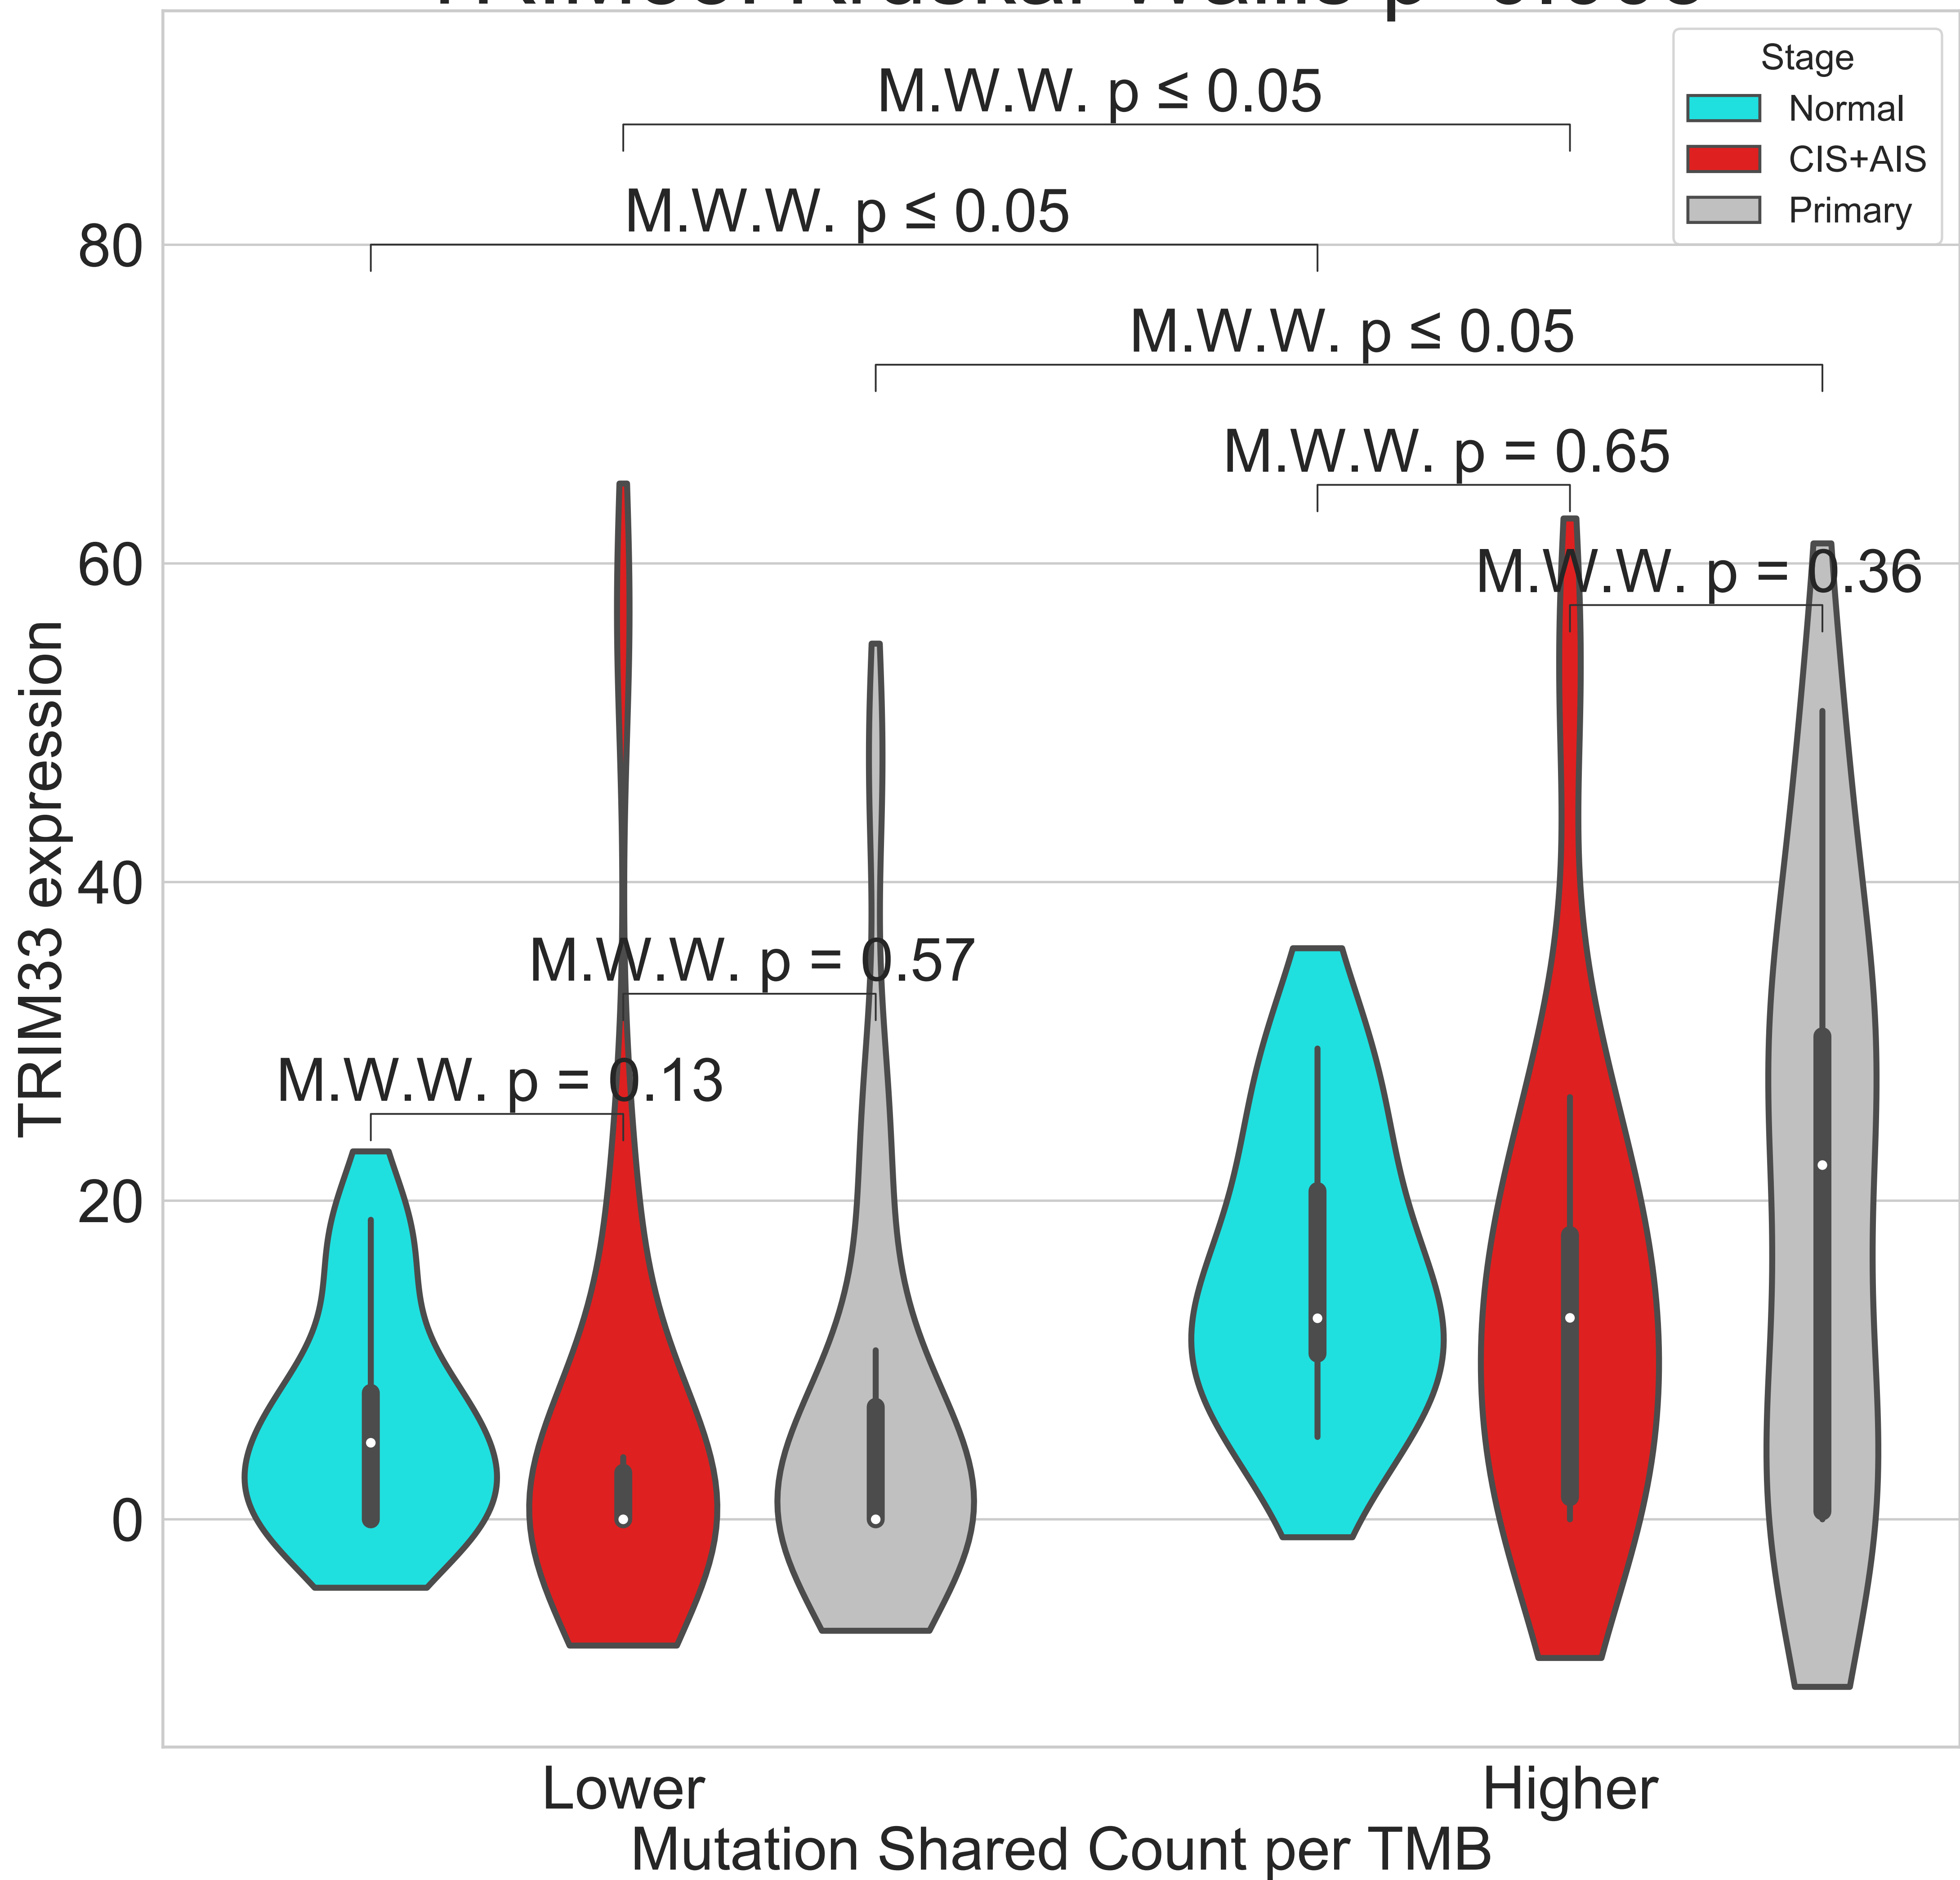 Stage
Normal
CIS+AIS
Primary
M.W.W. p ≤ 0.05
M.W.W. p ≤ 0.05
M.W.W. p ≤ 0.05
M.W.W. p = 0.65
M.W.W. p = 0.36
M.W.W. p = 0.57
M.W.W. p = 0.13
80
60
40
20
0
TRIM33 expression
Lower
Higher
Mutation Shared Count per TMB